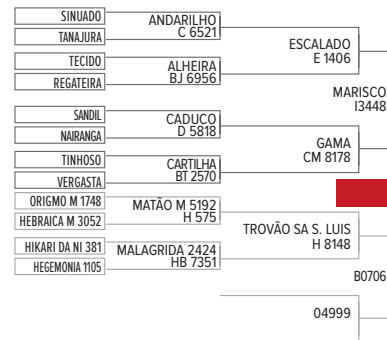 SINUADO
TANAJURA
ANDARILHO
C 6521
TECIDO
REGATEIRA
ALHEIRA
BJ 6956
ESCALADO
E 1406
SANDIL
NAIRANGA
CADUCO
D 5818
TINHOSO
VERGASTA
CARTILHA
BT 2570
GAMA
CM 8178
MARISCO
I3448
ORIGMO M 1748
HEBRAICA M 3052
MATÃO M 5192
H 575
HIKARI DA NI 381
HEGEMONIA 1105
MALAGRIDA 2424
HB 7351
TROVÃO SA S. LUIS
H 8148
B0706
04999